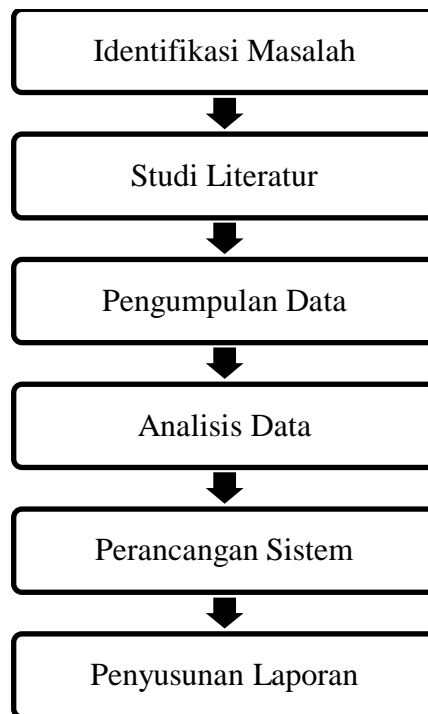 Identifikasi Masalah
Studi Literatur
Pengumpulan Data
Analisis Data
Perancangan Sistem
Penyusunan Laporan